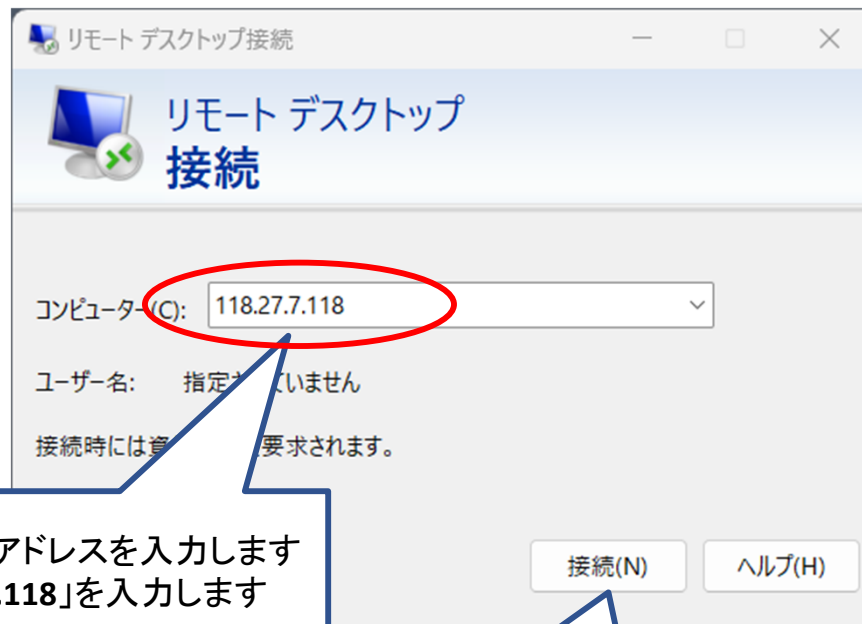 リモート デスクトップ接続
リモート デスクトップ
接続
コンピューター(C):
118.27.7.118
ユーザー名:
指定 ていません
接続時には 要求されます。
アドレスを入力します
.118」を入力します
接続(N)
ヘルプ(H)